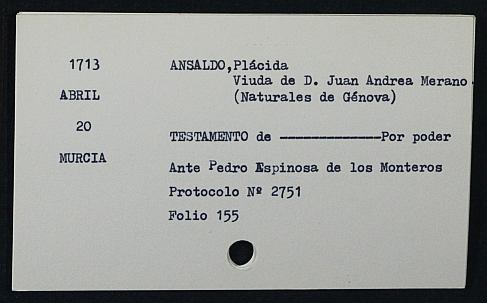 1713
ABRIL
20
MURCIA
ANSALDO,Plácida
Viuda de D. Juan Andrea Merano.
(Naturales de Génova)
TESTAMENTO de —————————Por poder
Ante Pedro Espinosa de los Monteros
Protocolo Nº 2751
Folio 155